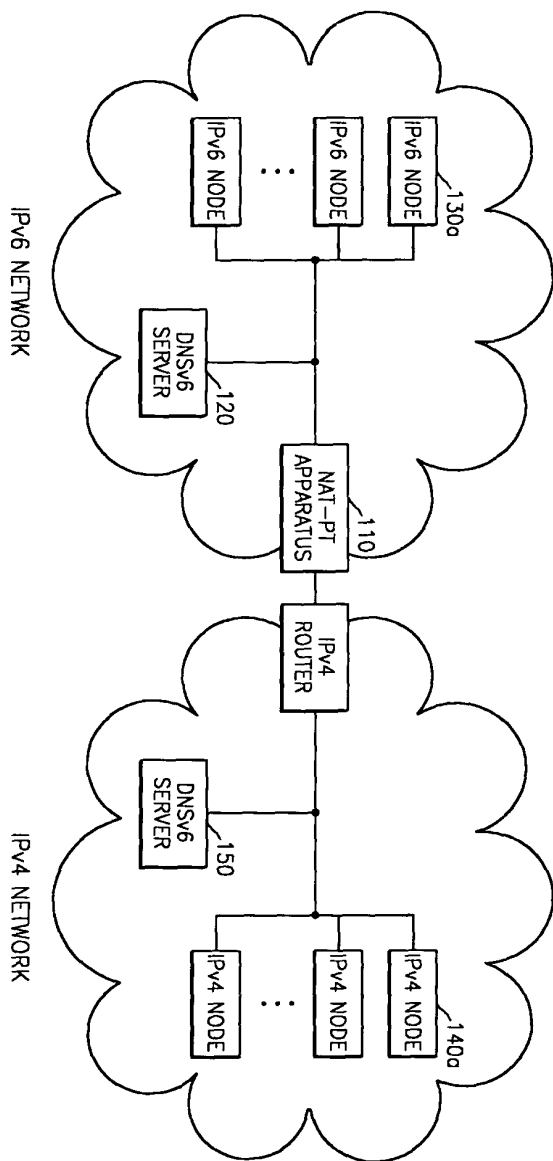 IPv6 NODE
130a
IPv6 NODE
...
IPv6 NODE
DNSv6
SERVER
120
NAT-PT
APPARATUS
110
IPv6 NETWORK
IPv4
ROUTER
DNSv6
SERVER
150
IPv4 NODE
140a
IPv4 NODE
...
IPv4 NODE
IPv4 NETWORK